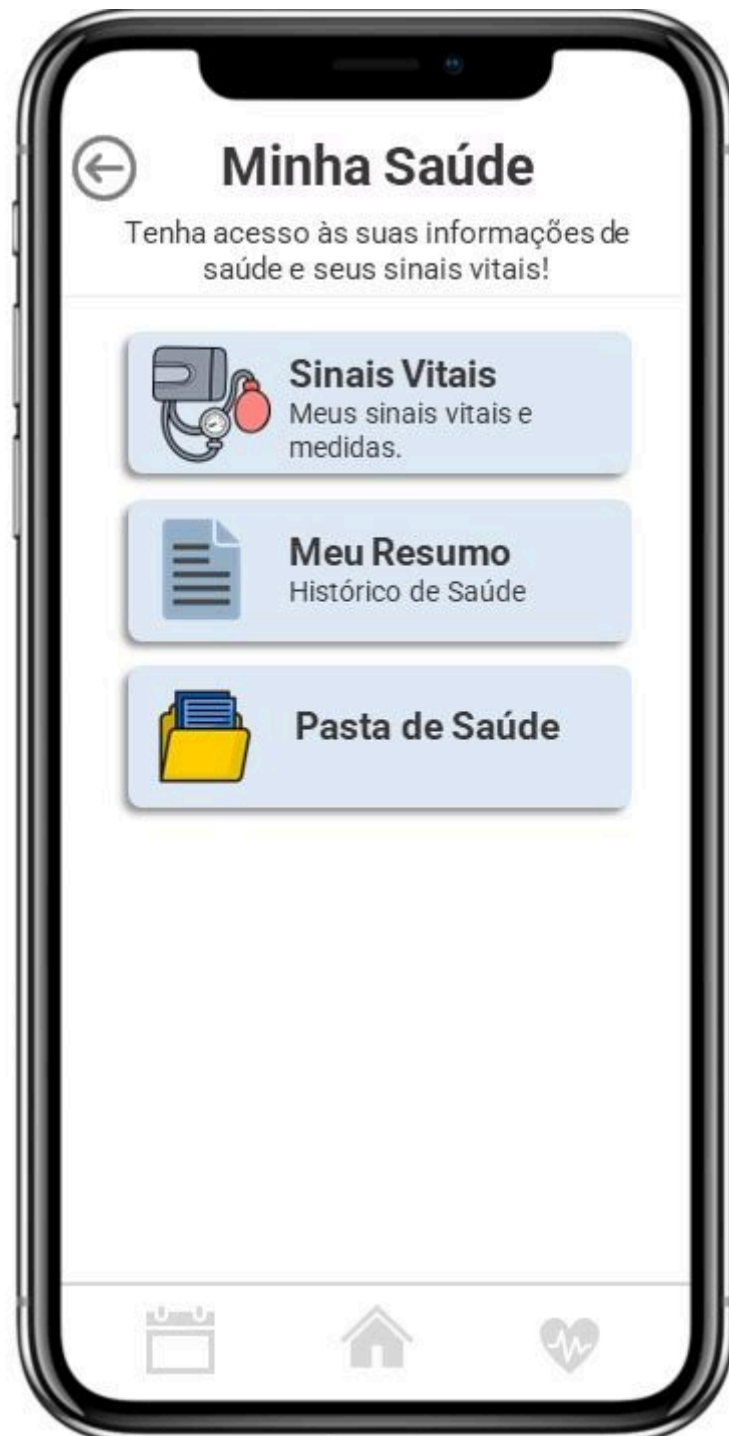 Minha Saúde
Tenha acesso às suas informações de
saúde e seus sinais vitais!
Sinais Vitais
Meus sinais vitais e
medidas.
Meu Resumo
Histórico de Saúde
Pasta de Saúde